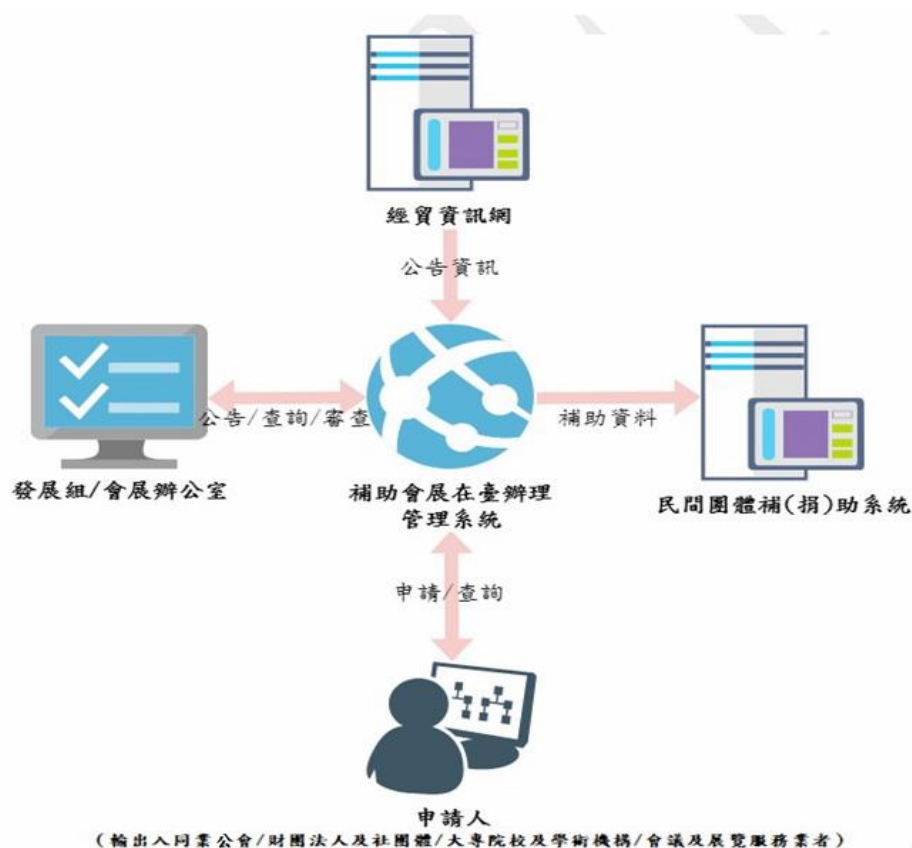 經貿資訊網
公告資訊
公告/查詢/審查
補助資料
發展組/會展辦公室
補助會展在臺辦理
管理系統
民間團體補(捐)助系統
申請/查詢
申請人
(輸出入同業公會/財團法人及社團體/大專院校及學術機構/會議及展覽服務業者)